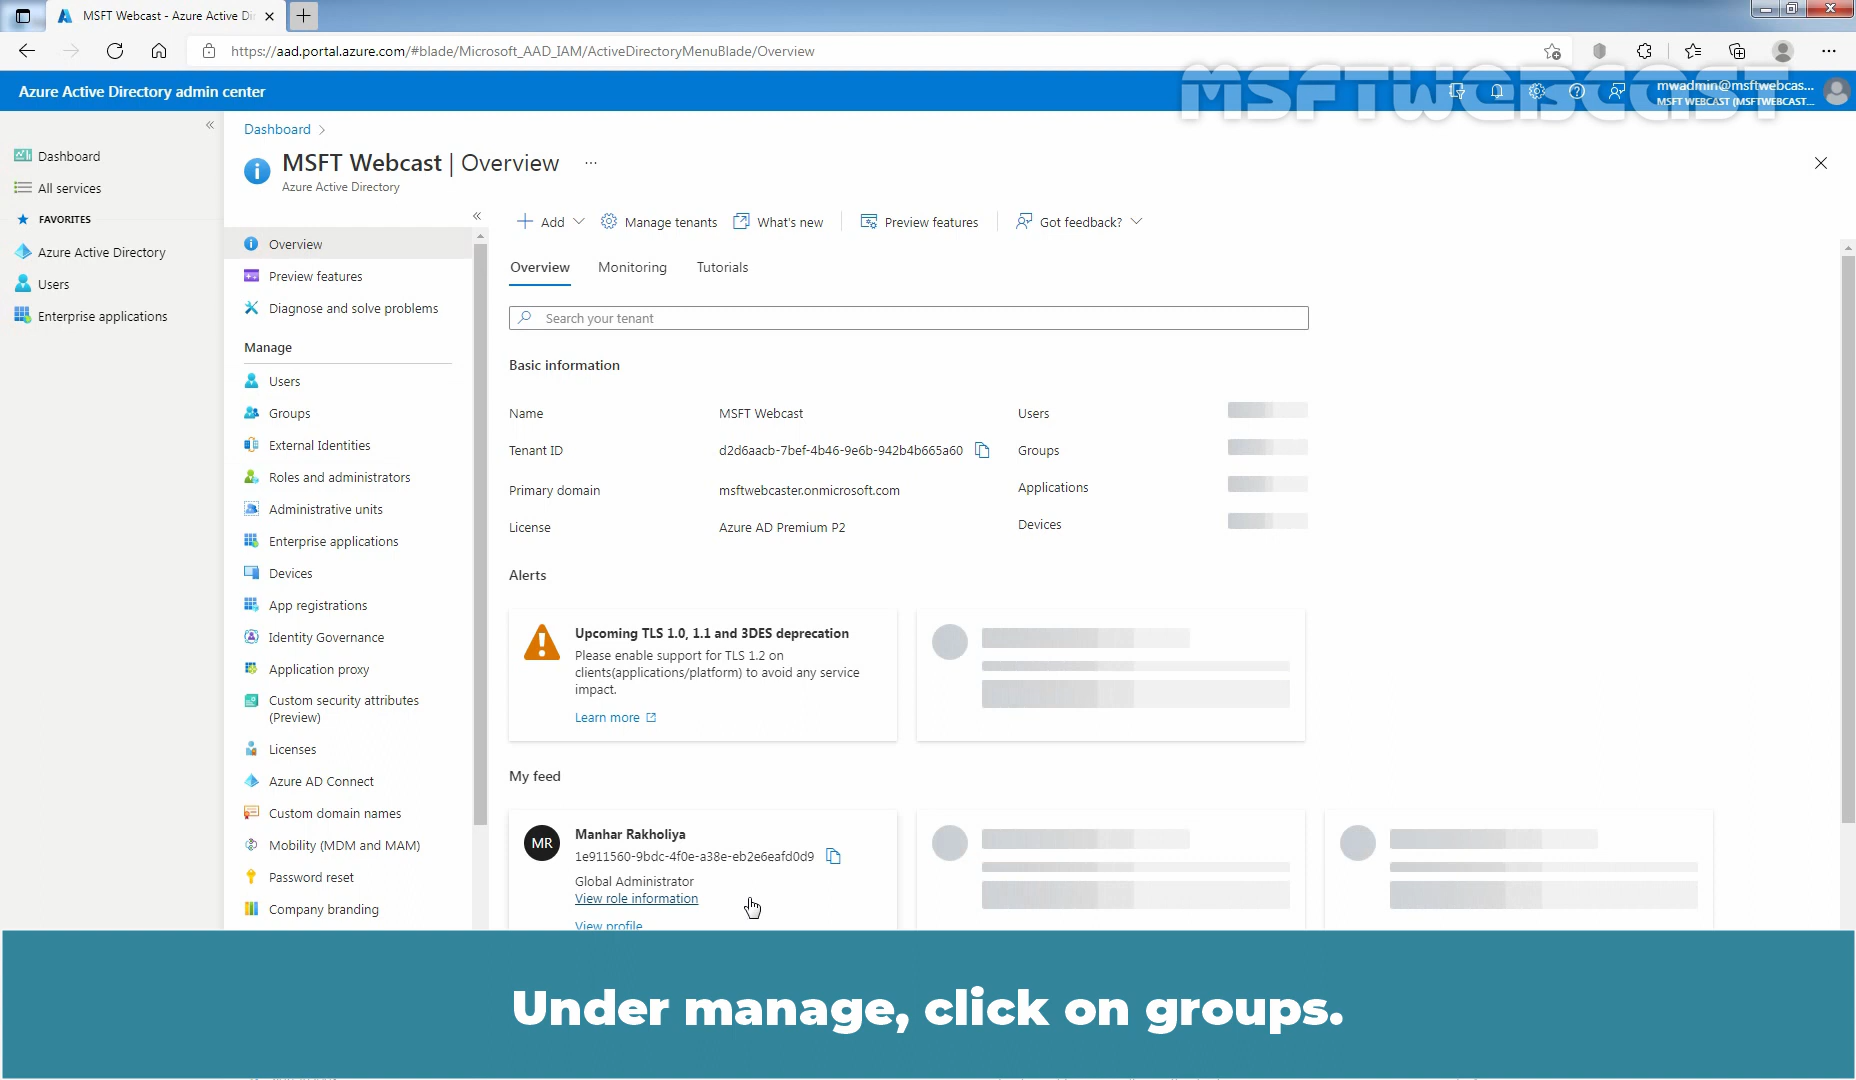 MSFT Webcast - Azure Active Di
https://aad.portal.azure.com/#blade/Microsoft_AAD_IAM/ActiveDirectoryMenuBlade/Overview
Azure Active Directory admin center
MSFTWEBCAST
mwadmin@msftwebcas...
MSFT WEBCAST (MSFTWEBCAST...
Dashboard
All services
FAVORITES
Azure Active Directory
Users
Enterprise applications
Dashboard >
MSFT Webcast | Overview ...
Azure Active Directory
Overview
Preview features
Diagnose and solve problems
Manage
Users
Groups
External Identities
Roles and administrators
Administrative units
Enterprise applications
Devices
App registrations
Identity Governance
Application proxy
Custom security attributes
(Preview)
Licenses
Azure AD Connect
Custom domain names
Mobility (MDM and MAM)
Password reset
Company branding
Add
Manage tenants
What's new
Preview features
Got feedback?
Overview
Monitoring
Tutorials
Search your tenant
Basic information
Name MSFT Webcast
Tenant ID d2d6aacb-7bef-4b46-9e6b-942b4b665a60
Primary domain msftwebcaster.onmicrosoft.com
License Azure AD Premium P2
Users
Groups
Applications
Devices
Alerts
Upcoming TLS 1.0, 1.1 and 3DES deprecation
Please enable support for TLS 1.2 on
clients(applications/platform) to avoid any service
impact.
Learn more
My feed
MR
Manhar Rakholiya
1e911560-9bdc-4f0e-a38e-eb2e6eafd0d9
Global Administrator
View role information
View profile
Under manage, click on groups.